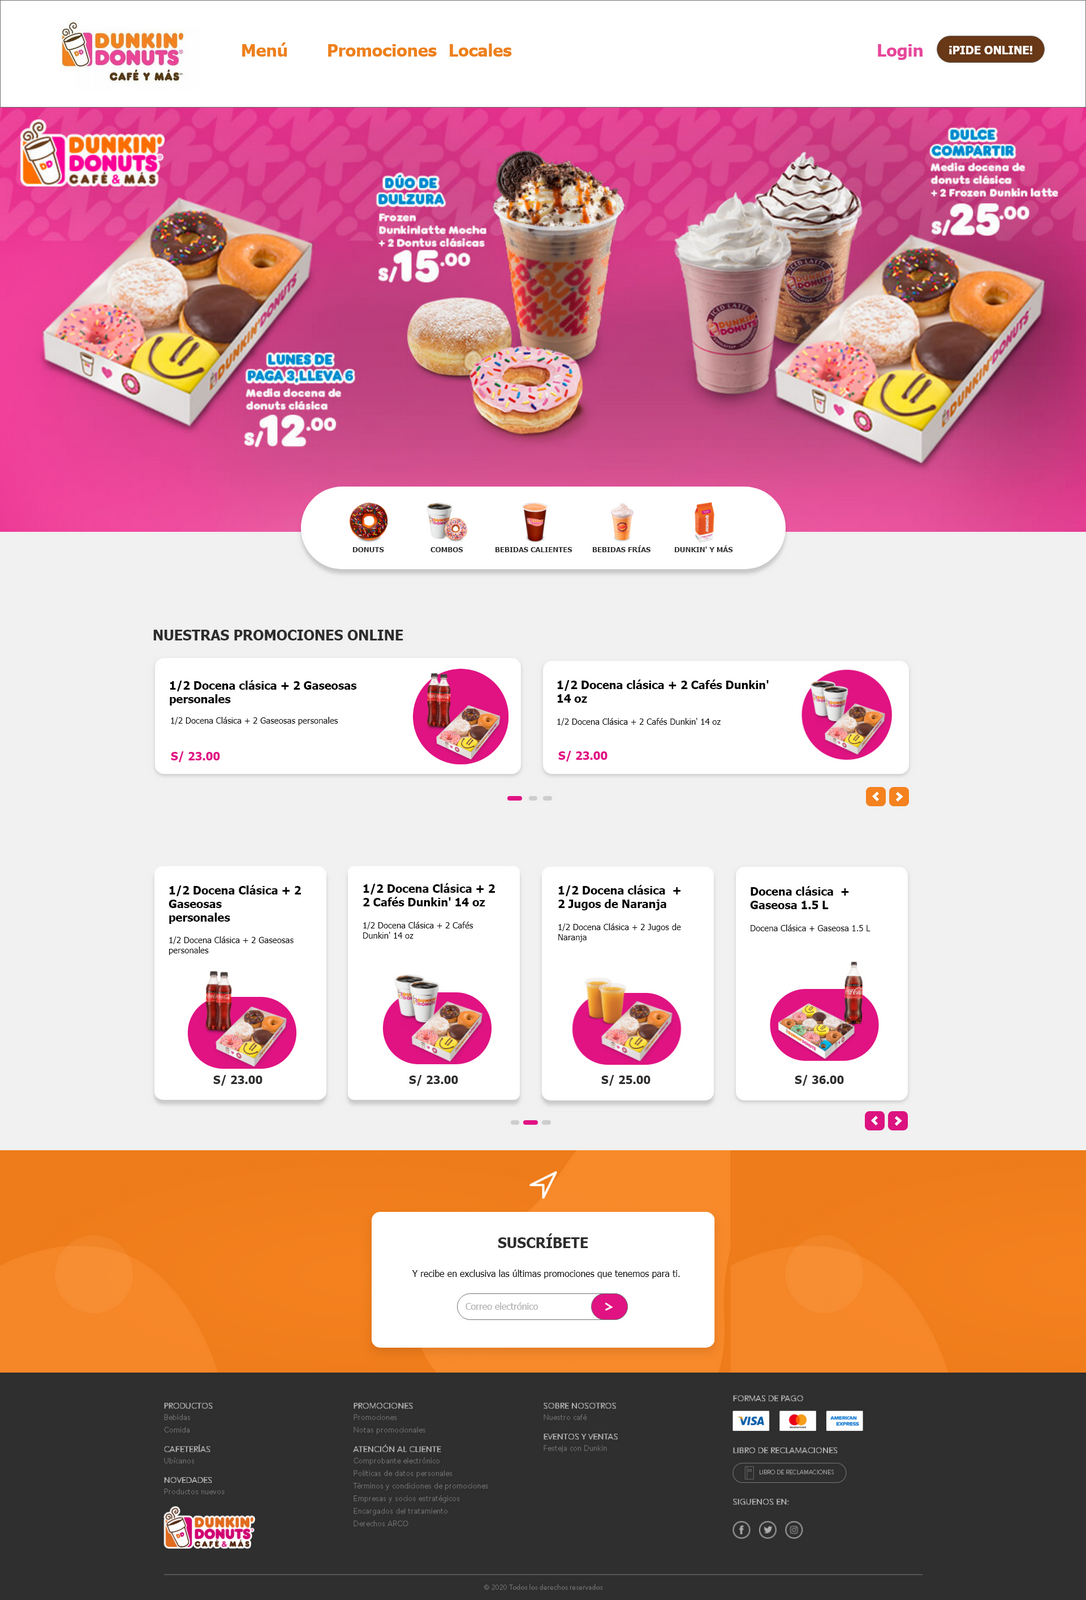 DUNKIN'
DONUTS
CAFÉ Y MÁS
Menú
Promociones
Locales
Login
¡PIDE ONLINE!
DUNKIN'
DONUTS
CAFÉ & MÁS
DULCE
COMPARTIR
Media docena de
donuts clásica
+ 2 Frozen Dunkin latte
S/25.00
DÚO DE
DULZURA
Frozen
Dunkinlatte Mocha
+ 2 Dontus clásicas
S/15.00
LUNES DE
PAGA 3,LLEVA 6
Media docena de
donuts clásica
S/12.00
DONUTS
COMBOS
BEBIDAS CALIENTES
BEBIDAS FRÍAS
DUNKIN' Y MÁS
NUESTRAS PROMOCIONES ONLINE
1/2 Docena clásica + 2 Gaseosas
personales
1/2 Docena Clásica + 2 Gaseosas personales
S/ 23.00
1/2 Docena clásica + 2 Cafés Dunkin'
14 oz
1/2 Docena Clásica + 2 Cafés Dunkin' 14 oz
S/ 23.00
1/2 Docena Clásica + 2
Gaseosas
personales
1/2 Docena Clásica + 2 Gaseosas
personales
S/ 23.00
1/2 Docena Clásica + 2
2 Cafés Dunkin' 14 oz
1/2 Docena Clásica + 2 Cafés
Dunkin' 14 oz
S/ 23.00
1/2 Docena clásica +
2 Jugos de Naranja
1/2 Docena Clásica + 2 Jugos de
Naranja
S/ 25.00
Docena clásica +
Gaseosa 1.5 L
Docena Clásica + Gaseosa 1.5 L
S/ 36.00
SUSCRÍBETE
Y recibe en exclusiva las últimas promociones que tenemos para ti.
Correo electrónico
>
PRODUCTOS
Bebidas
Comida
CAFETERÍAS
Ubícanos
NOVEDADES
Productos nuevos
DUNKIN'
DONUTS
CAFÉ & MÁS
PROMOCIONES
Promociones
Notas promocionales
ATENCIÓN AL CLIENTE
Comprobante electrónico
Políticas de datos personales
Términos y condiciones de promociones
Empresas y socios estratégicos
Encargados del tratamiento
Derechos ARCO
SOBRE NOSOTROS
Nuestro café
EVENTOS Y VENTAS
Festeja con Dunkin
FORMAS DE PAGO
VISA
AMERICAN
EXPRESS
LIBRO DE RECLAMACIONES
LIBRO DE RECLAMACIONES
SIGUENOS EN:
© 2020 Todos los derechos reservados